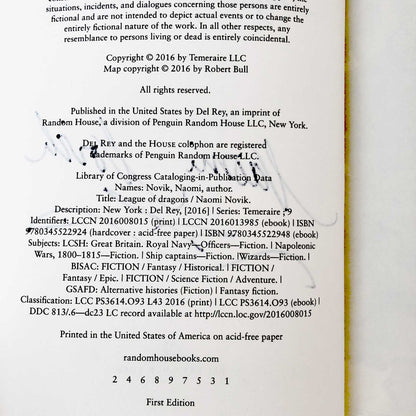 situations, incidents, and dialogues concerning those persons are entirely
fictional and are not intended to depict actual events or to change the
entirely fictional nature of the work. In all other respects, any
resemblance to persons living or dead is entirely coincidental.
Copyright © 2016 by Temeraire LLC
Map copyright © 2016 by Robert Bull
All rights reserved.
Published in the United States by Del Rey, an imprint of
Random House, a division of Penguin Random House LLC, New York.
DEL REY and the HOUSE colophon are registered
trademarks of Penguin Random House LLC.
Library of Congress Cataloging-in-Publication Data
Names: Novik, Naomi, author.
Title: League of dragons / Naomi Novik.
Description: New York : Del Rey, [2016] | Series: Temeraire ; 9
Identifiers: LCCN 2016008015 (print) | LCCN 2016013985 (ebook) | ISBN
9780345522924 (hardcover : acid-free paper) | ISBN 9780345522948 (ebook)
Subjects: LCSH: Great Britain. Royal Navy—Officers—Fiction. | Napoleonic
Wars, 1800–1815—Fiction. | Ship captains—Fiction. | Wizards—Fiction. |
BISAC: FICTION / Fantasy / Historical. | FICTION /
Fantasy / Epic. | FICTION / Science Fiction / Adventure. |
GSAFD: Alternative histories (Fiction) | Fantasy fiction.
Classification: LCC PS3614.O93 L43 2016 (print) | LCC PS3614.O93 (ebook) |
DDC 813/.6—dc23 LC record available at http://lccn.loc.gov/2016008015
Printed in the United States of America on acid-free paper
randomhousebooks.com
2 4 6 8 9 7 5 3 1
First Edition